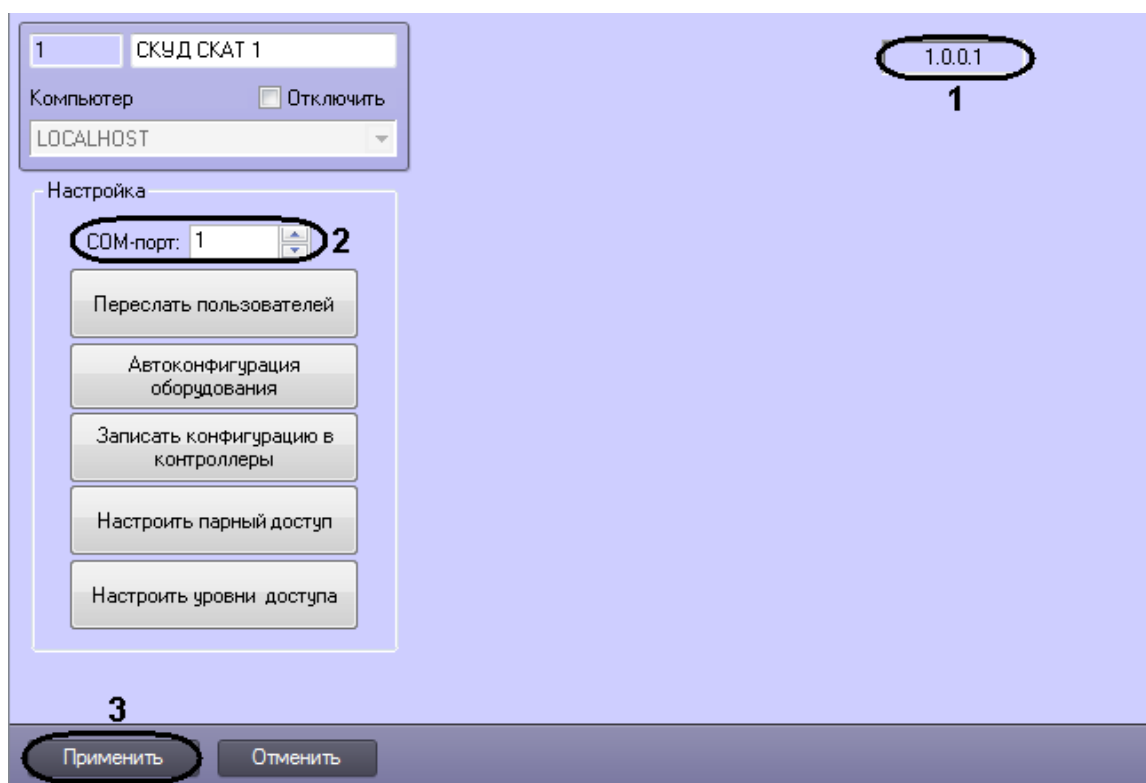 1
СКУД СКАТ 1
1.0.0.1
1
Компьютер
Отключить
LOCALHOST
Настройка
COM-порт: 1
2
Переслать пользователей
Автоконфигурация
оборудования
Записать конфигурацию в
контроллеры
Настроить парный доступ
Настроить уровни доступа
3
Применить
Отменить